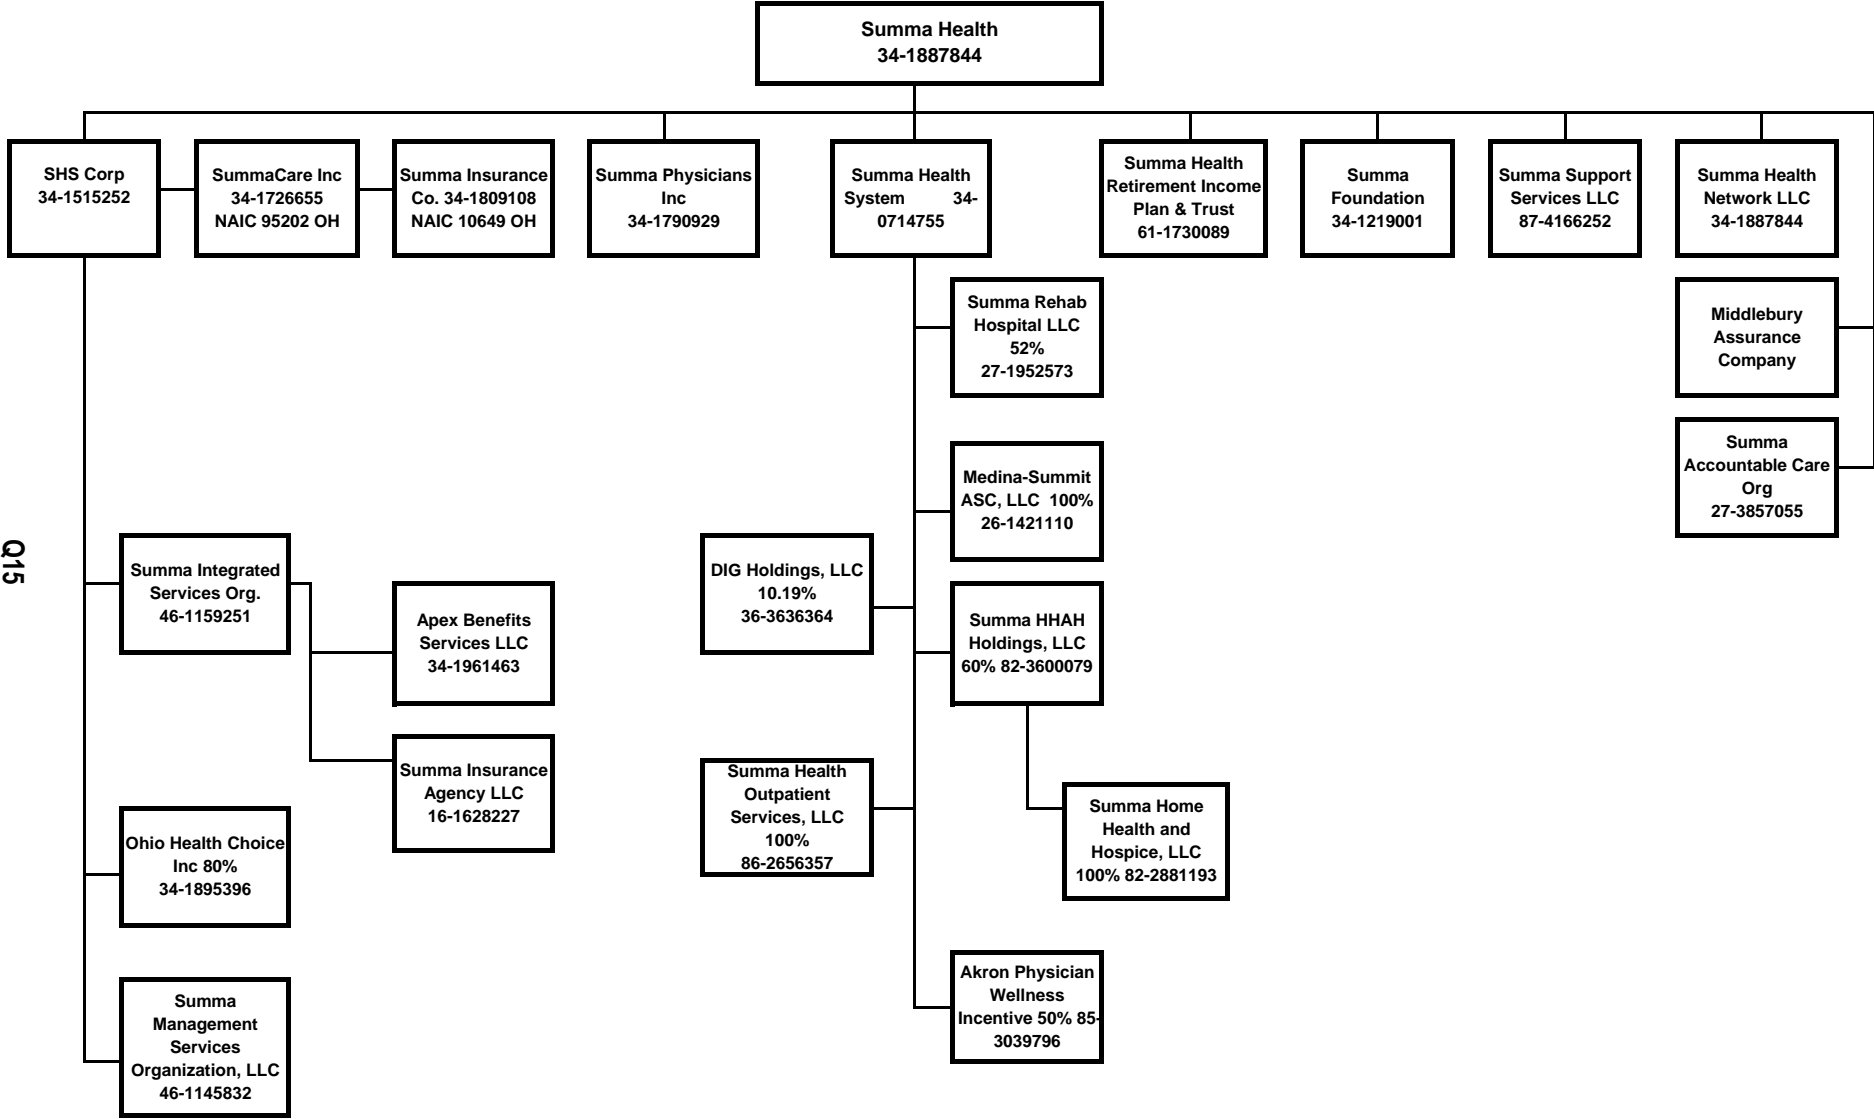 Summa Health
34-1887844
SHS Corp
34-1515252
SummaCare Inc
34-1726655
NAIC 95202 OH
Summa Insurance
Co. 34-1809108
NAIC 10649 OH
Summa Physicians
Inc
34-1790929
Summa Health
System 34-
0714755
Summa Health
Retirement Income
Plan & Trust
61-1730089
Summa
Foundation
34-1219001
Summa Support
Services LLC
87-4166252
Summa Health
Network LLC
34-1887844
Summa Rehab
Hospital LLC
52%
27-1952573
Middlebury
Assurance
Company
Medina-Summit
ASC, LLC 100%
26-1421110
Summa
Accountable Care
Org
27-3857055
Q15
Summa Integrated
Services Org.
46-1159251
Apex Benefits
Services LLC
34-1961463
DIG Holdings, LLC
10.19%
36-3636364
Summa HHAH
Holdings, LLC
60% 82-3600079
Summa Insurance
Agency LLC
16-1628227
Summa Health
Outpatient
Services, LLC
100%
86-2656357
Summa Home
Health and
Hospice, LLC
100% 82-2881193
Ohio Health Choice
Inc 80%
34-1895396
Akron Physician
Wellness
Incentive 50% 85-
3039796
Summa
Management
Services
Organization, LLC
46-1145832